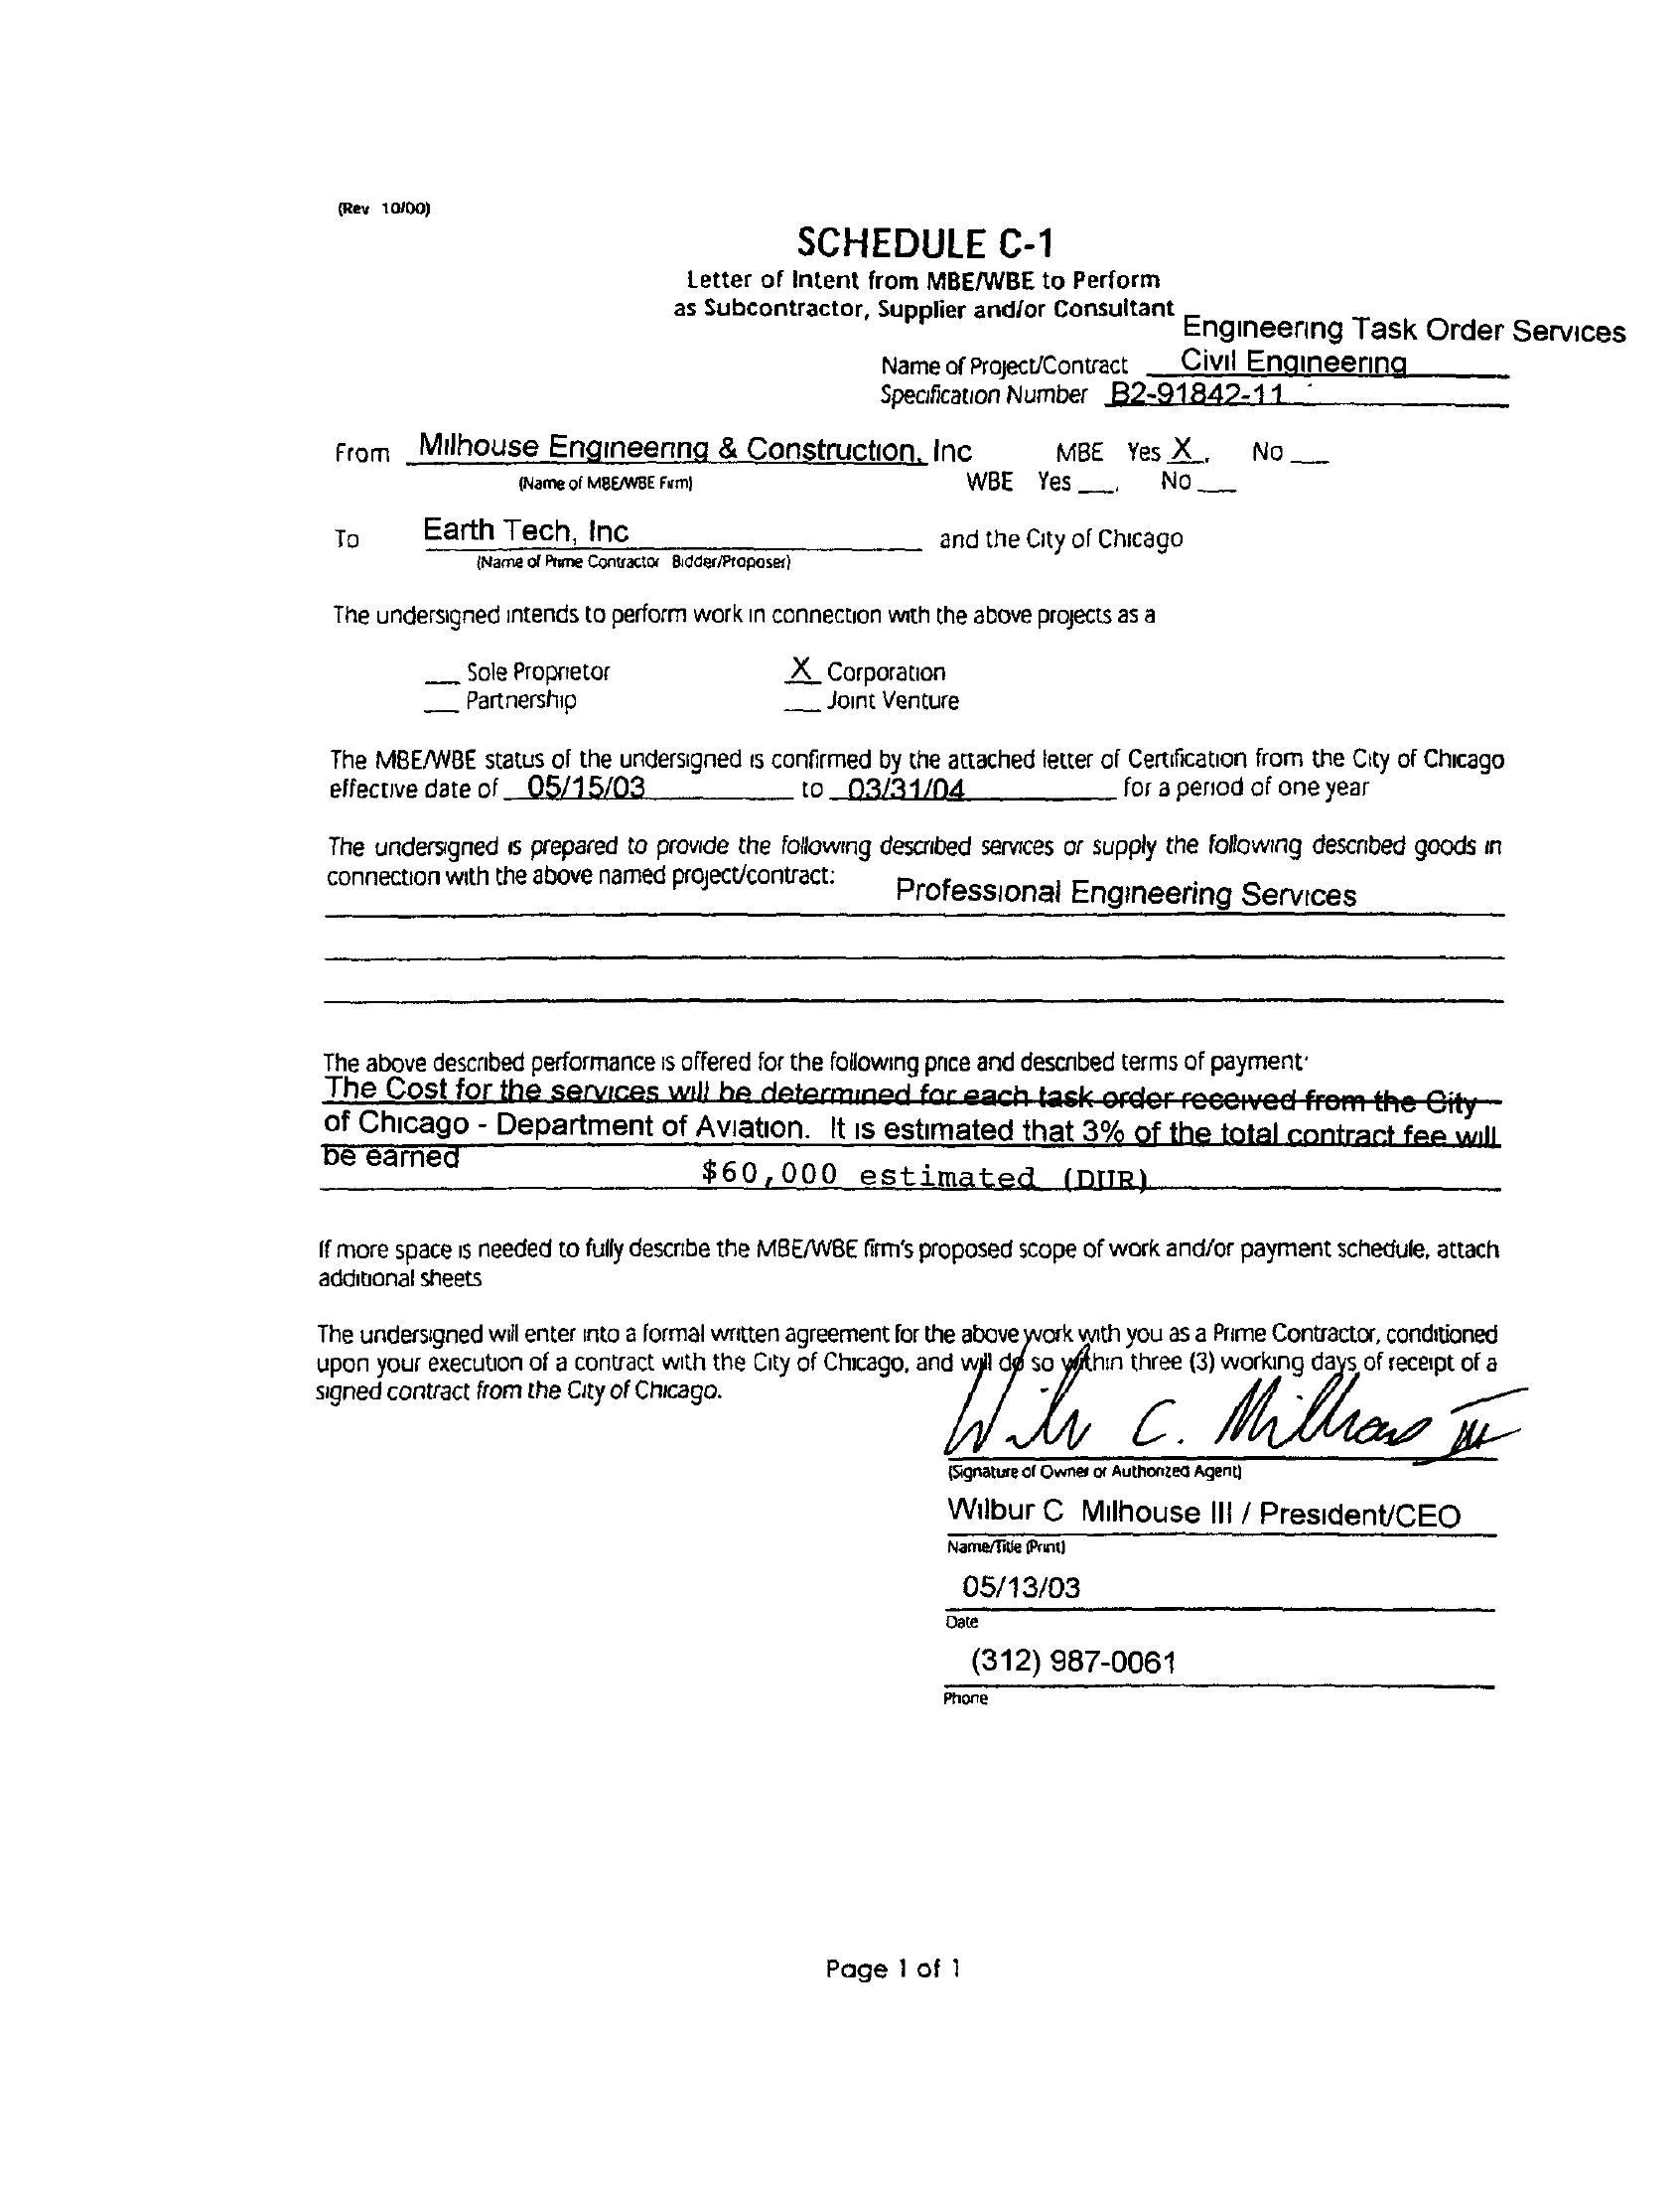 (Rev 10/00)
SCHEDULE C-1
Letter of Intent from MBE/WBE to Perform
as Subcontractor, Supplier and/or Consultant
Engineering Task Order Services
Name of Project/Contract Civil Engineering
Specification Number B2-91842-11
From Milhouse Engineering & Construction, Inc MBE Yes X, No __
(Name of MBE/WBE Firm) WBE Yes __, No __
To Earth Tech, Inc and the City of Chicago
(Name of Prime Contractor Bidder/Proposer)
The undersigned intends to perform work in connection with the above projects as a
__ Sole Proprietor X Corporation
__ Partnership __ Joint Venture
The MBE/WBE status of the undersigned is confirmed by the attached letter of Certification from the City of Chicago
effective date of 05/15/03 to 03/31/04 for a period of one year
The undersigned is prepared to provide the following described services or supply the following described goods in
connection with the above named project/contract: Professional Engineering Services
The above described performance is offered for the following price and described terms of payment:
The Cost for the services will be determined for each task order received from the City
of Chicago - Department of Aviation. It is estimated that 3% of the total contract fee will
be earned
$60,000 estimated (DUR)
If more space is needed to fully describe the MBE/WBE firm's proposed scope of work and/or payment schedule, attach
additional sheets
The undersigned will enter into a formal written agreement for the above work with you as a Prime Contractor, conditioned
upon your execution of a contract with the City of Chicago, and will do so within three (3) working days of receipt of a
signed contract from the City of Chicago.
Wilbur C. Milhouse III
(Signature of Owner or Authorized Agent)
Wilbur C Milhouse III / President/CEO
Name/Title (Print)
05/13/03
Date
(312) 987-0061
Phone
Page 1 of 1